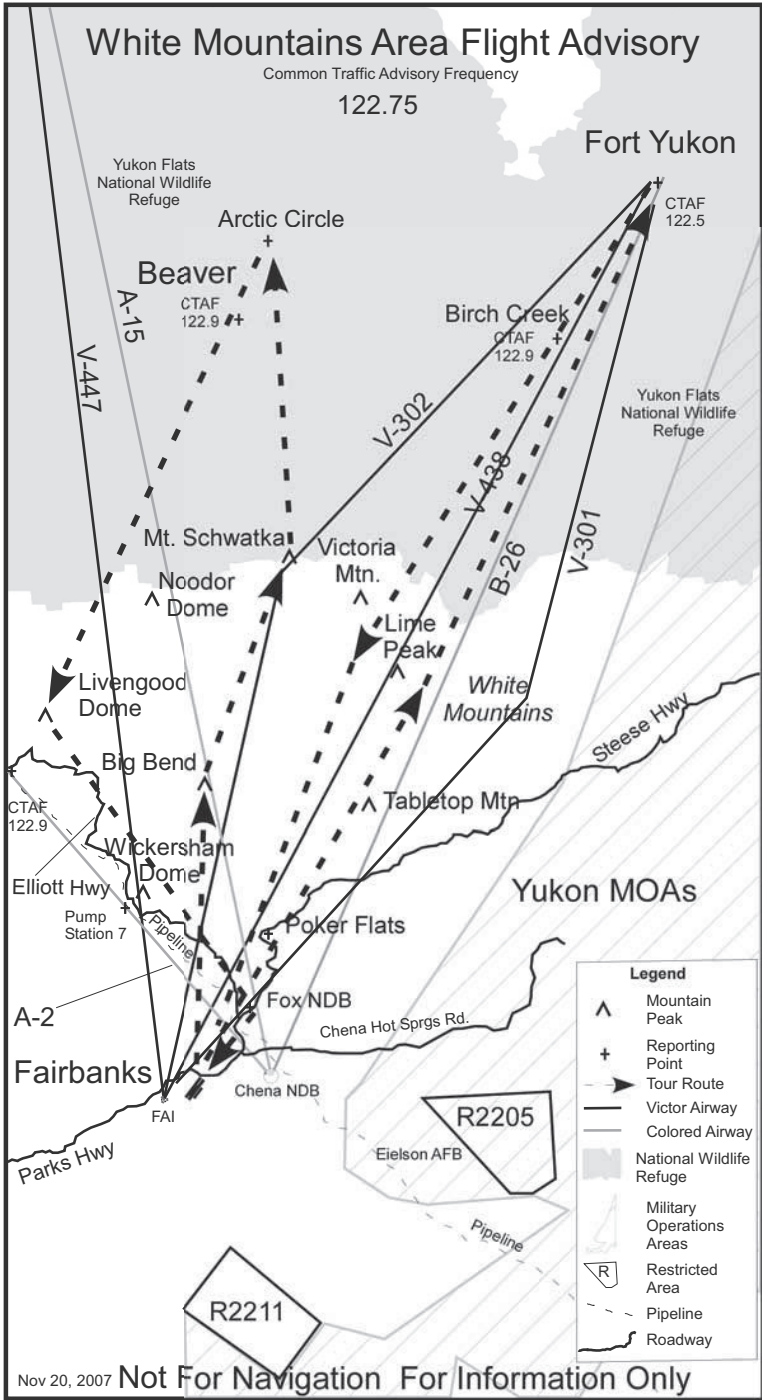 White Mountains Area Flight Advisory
Common Traffic Advisory Frequency
122.75
Fort Yukon
CTAF
122.5
Yukon Flats
National Wildlife
Refuge
Arctic Circle
Beaver
CTAF
122.9
A-15
V-447
Birch Creek
CTAF
122.9
V-302
Yukon Flats
National Wildlife
Refuge
V-438
B-26
V-301
Mt. Schwatka
Victoria
Mtn.
Noodor
Dome
Lime
Peak
Livengood
Dome
White
Mountains
Steese Hwy
Big Bend
CTAF
122.9
Tabletop Mtn
Wickersham
Dome
Elliott Hwy
Pump
Station 7
Pipeline
Poker Flats
Yukon MOAs
A-2
Fox NDB
Chena Hot Sprgs Rd.
Fairbanks
FAI
Chena NDB
Parks Hwy
R2205
Eielson AFB
Pipeline
R2211
Legend
Mountain
Peak
Reporting
Point
Tour Route
Victor Airway
Colored Airway
National Wildlife
Refuge
Military
Operations
Areas
R
Restricted
Area
Pipeline
Roadway
Nov 20, 2007 Not For Navigation For Information Only